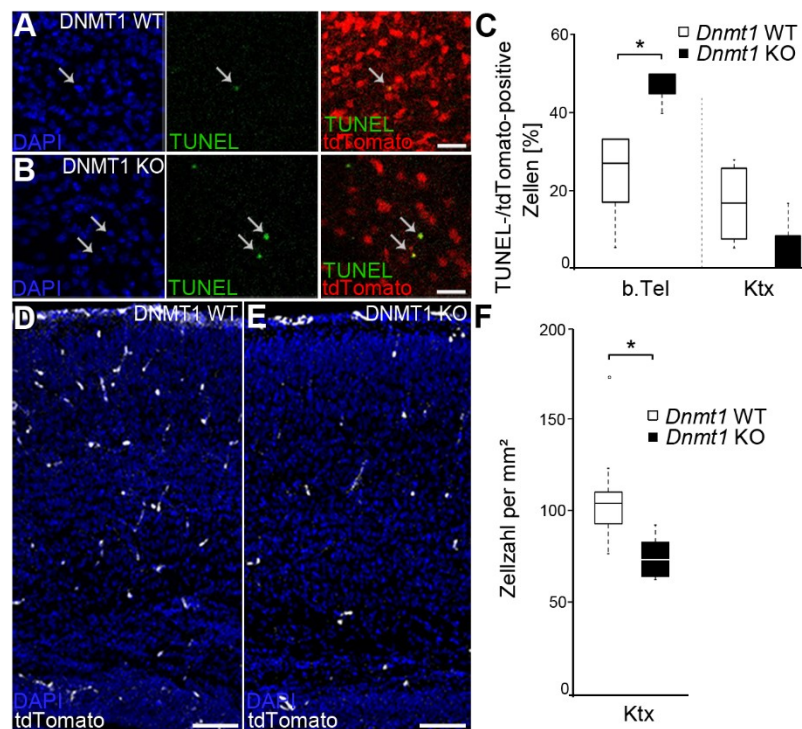 A
DNMT1 WT
DAPI
TUNEL
TUNEL
tdTomato
B
DNMT1 KO
DAPI
TUNEL
TUNEL
tdTomato
C
Dnmt1 WT
Dnmt1 KO
*
TUNEL-/tdTomato-positive
Zellen [%]
60
40
20
0
b.Tel
Ktx
D
DNMT1 WT
DAPI
tdTomato
E
DNMT1 KO
DAPI
tdTomato
F
200
150
100
50
0
Zellzahl per mm²
*
Dnmt1 WT
Dnmt1 KO
Ktx